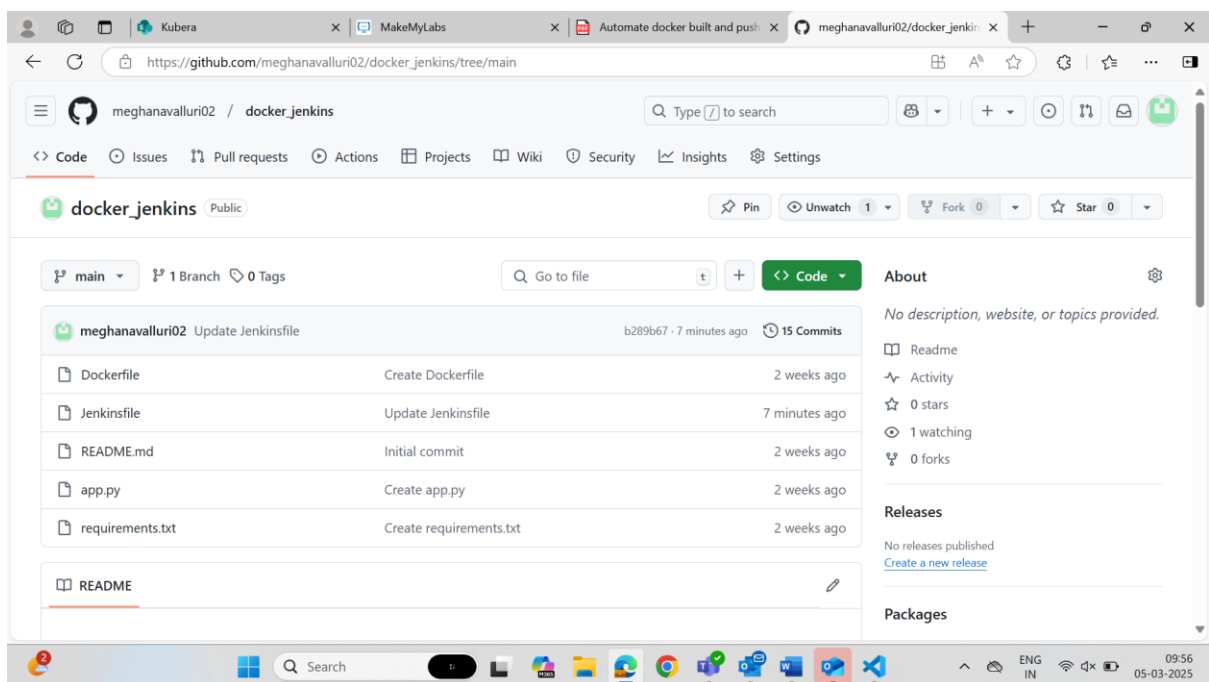 Kubera MakeMyLabs Automate docker built and push meghanavalluri02/docker_jenkin
https://github.com/meghanavalluri02/docker_jenkins/tree/main
meghanavalluri02 / docker_jenkins Type / to search
Code Issues Pull requests Actions Projects Wiki Security Insights Settings
docker_jenkins Public Pin Unwatch 1 Fork 0 Star 0
main 1 Branch 0 Tags Go to file t Code
meghanavalluri02 Update Jenkinsfile b289b67 · 7 minutes ago 15 Commits
Dockerfile Create Dockerfile 2 weeks ago
Jenkinsfile Update Jenkinsfile 7 minutes ago
README.md Initial commit 2 weeks ago
app.py Create app.py 2 weeks ago
requirements.txt Create requirements.txt 2 weeks ago
README
About
No description, website, or topics provided.
Readme
Activity
0 stars
1 watching
0 forks
Releases
No releases published
Create a new release
Packages
2 Search ENG 09:56
IN 05-03-2025